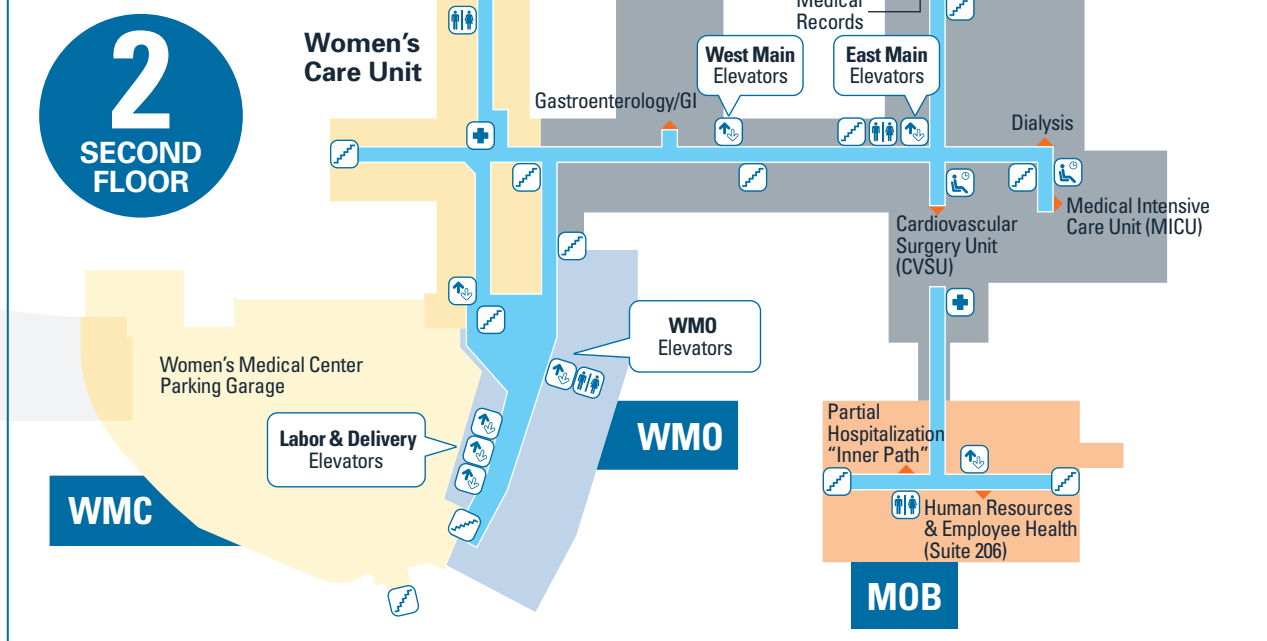 2
SECOND
FLOOR
Women's
Care Unit
Medical
Records
West Main
Elevators
East Main
Elevators
Gastroenterology/GI
Dialysis
Medical Intensive
Care Unit (MICU)
Cardiovascular
Surgery Unit
(CVSU)
WMO
Elevators
Women's Medical Center
Parking Garage
Labor & Delivery
Elevators
WMO
WMC
Partial
Hospitalization
“Inner Path”
Human Resources
& Employee Health
(Suite 206)
MOB